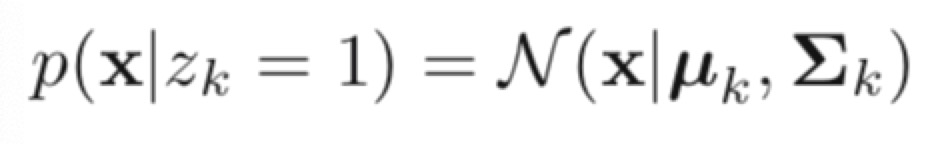 p(𝐱|z_k = 1) = 𝒩(𝐱|𝝁_k, 𝚺_k)